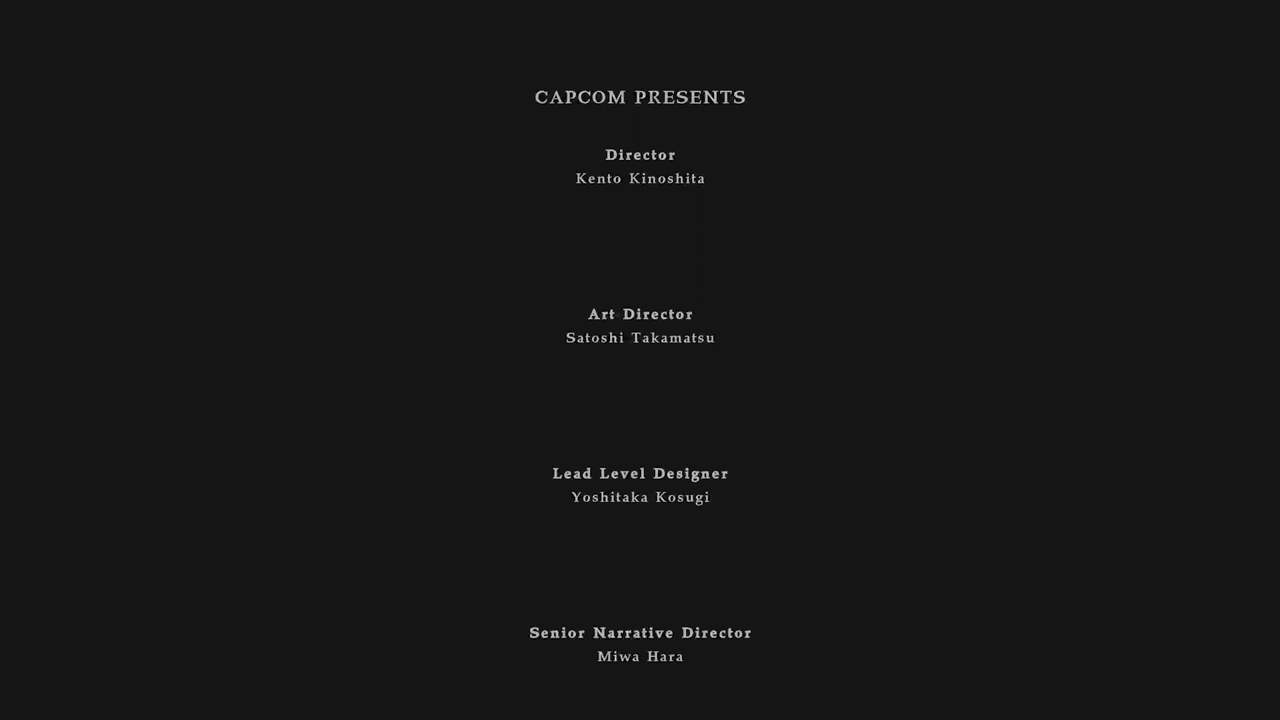 CAPCOM PRESENTS
Director
Kento Kinoshita
Art Director
Satoshi Takamatsu
Lead Level Designer
Yoshitaka Kosugi
Senior Narrative Director
Miwa Hara